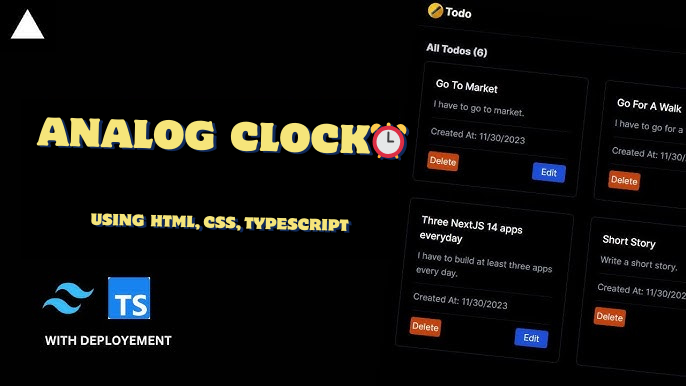 ANALOG CLOCK
USING HTML, CSS, TYPESCRIPT
TS
WITH DEPLOYEMENT
Todo
All Todos (6)
Go To Market
I have to go to market.
Created At: 11/30/2023
Delete
Edit
Go For A Walk
I have to go for a
Created At: 11/30/20
Delete
Three NextJS 14 apps
everyday
I have to build at least three apps
every day.
Created At: 11/30/2023
Delete
Edit
Short Story
Write a short story.
Created At: 11/30/202
Delete